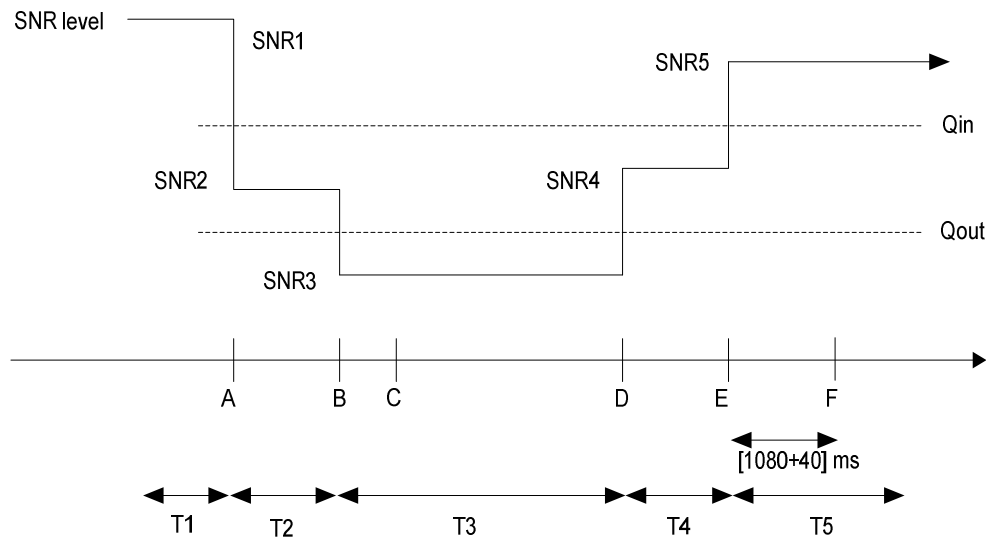 SNR level
SNR1
SNR5
Qin
SNR2
SNR4
Qout
SNR3
A B C D E F
[1080+40] ms
T1 T2 T3 T4 T5